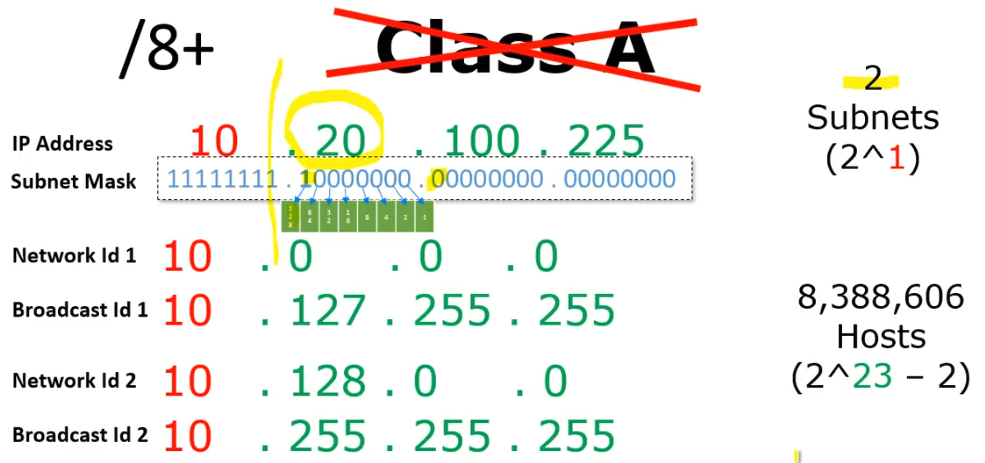 /8+
Class A
IP Address 10 . 20 . 100 . 225
Subnet Mask 11111111 . 10000000 . 00000000 . 00000000
128 64 32 16 8 4 2 1
Network Id 1 10 . 0 . 0 . 0
Broadcast Id 1 10 . 127 . 255 . 255
Network Id 2 10 . 128 . 0 . 0
Broadcast Id 2 10 . 255 . 255 . 255
2
Subnets
(2^1)
8,388,606
Hosts
(2^23 – 2)